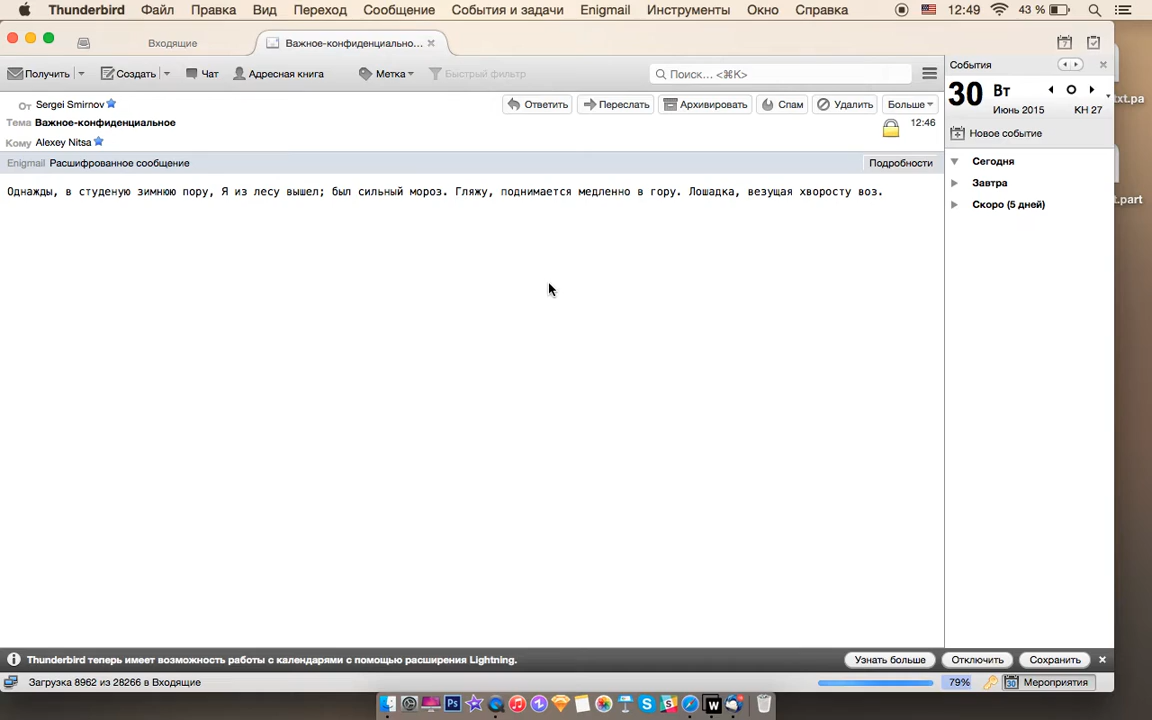 Thunderbird Файл Правка Вид Переход Сообщение События и задачи Enigmail Инструменты Окно Справка 12:49 43 %
Входящие Важное-конфиденциально...
Получить Создать Чат Адресная книга Метка Быстрый фильтр Поиск... <⌘K>
От Sergei Smirnov Ответить Переслать Архивировать Спам Удалить Больше
Тема Важное-конфиденциальное 12:46
Кому Alexey Nitsa
Enigmail Расшифрованное сообщение Подробности
Однажды, в студеную зимнюю пору, Я из лесу вышел; был сильный мороз. Гляжу, поднимается медленно в гору. Лошадка, везущая хворосту воз.
События
30 Вт
Июнь 2015 КН 27
Новое событие
Сегодня
Завтра
Скоро (5 дней)
xt.pa
t.part
Thunderbird теперь имеет возможность работы с календарями с помощью расширения Lightning. Узнать больше Отключить Сохранить
Загрузка 8962 из 28266 в Входящие 79% 30 Мероприятия